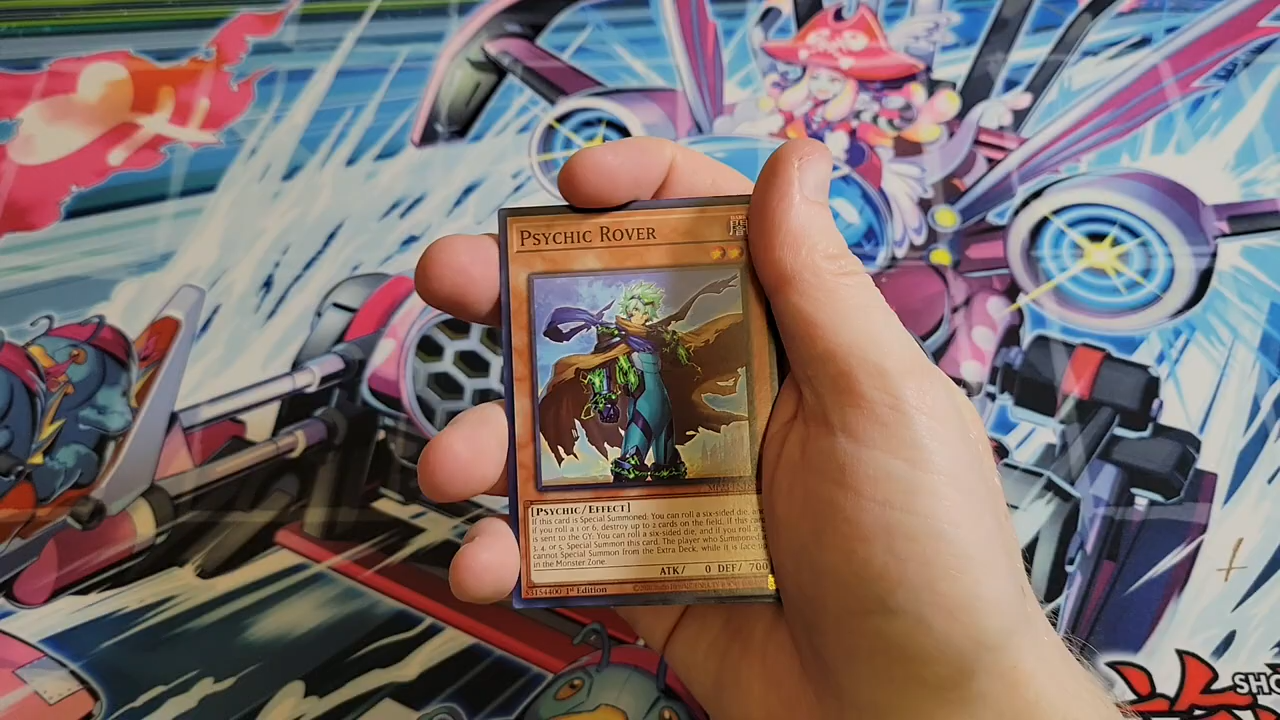 PSYCHIC ROVER
DARK
闇
[PSYCHIC/EFFECT]
If this card is Special Summoned: You can roll a six-sided die, and
if you roll a 1 or 6, destroy up to 2 cards on the field. If this card
is sent to the GY: You can roll a six-sided die, and if you roll a
3, 4, or 5, Special Summon this card. The player who Summoned
cannot Special Summon from the Extra Deck, while it is face-u
in the Monster Zone.
ATK/ 0 DEF/ 700
53154400 1st Edition
SHO